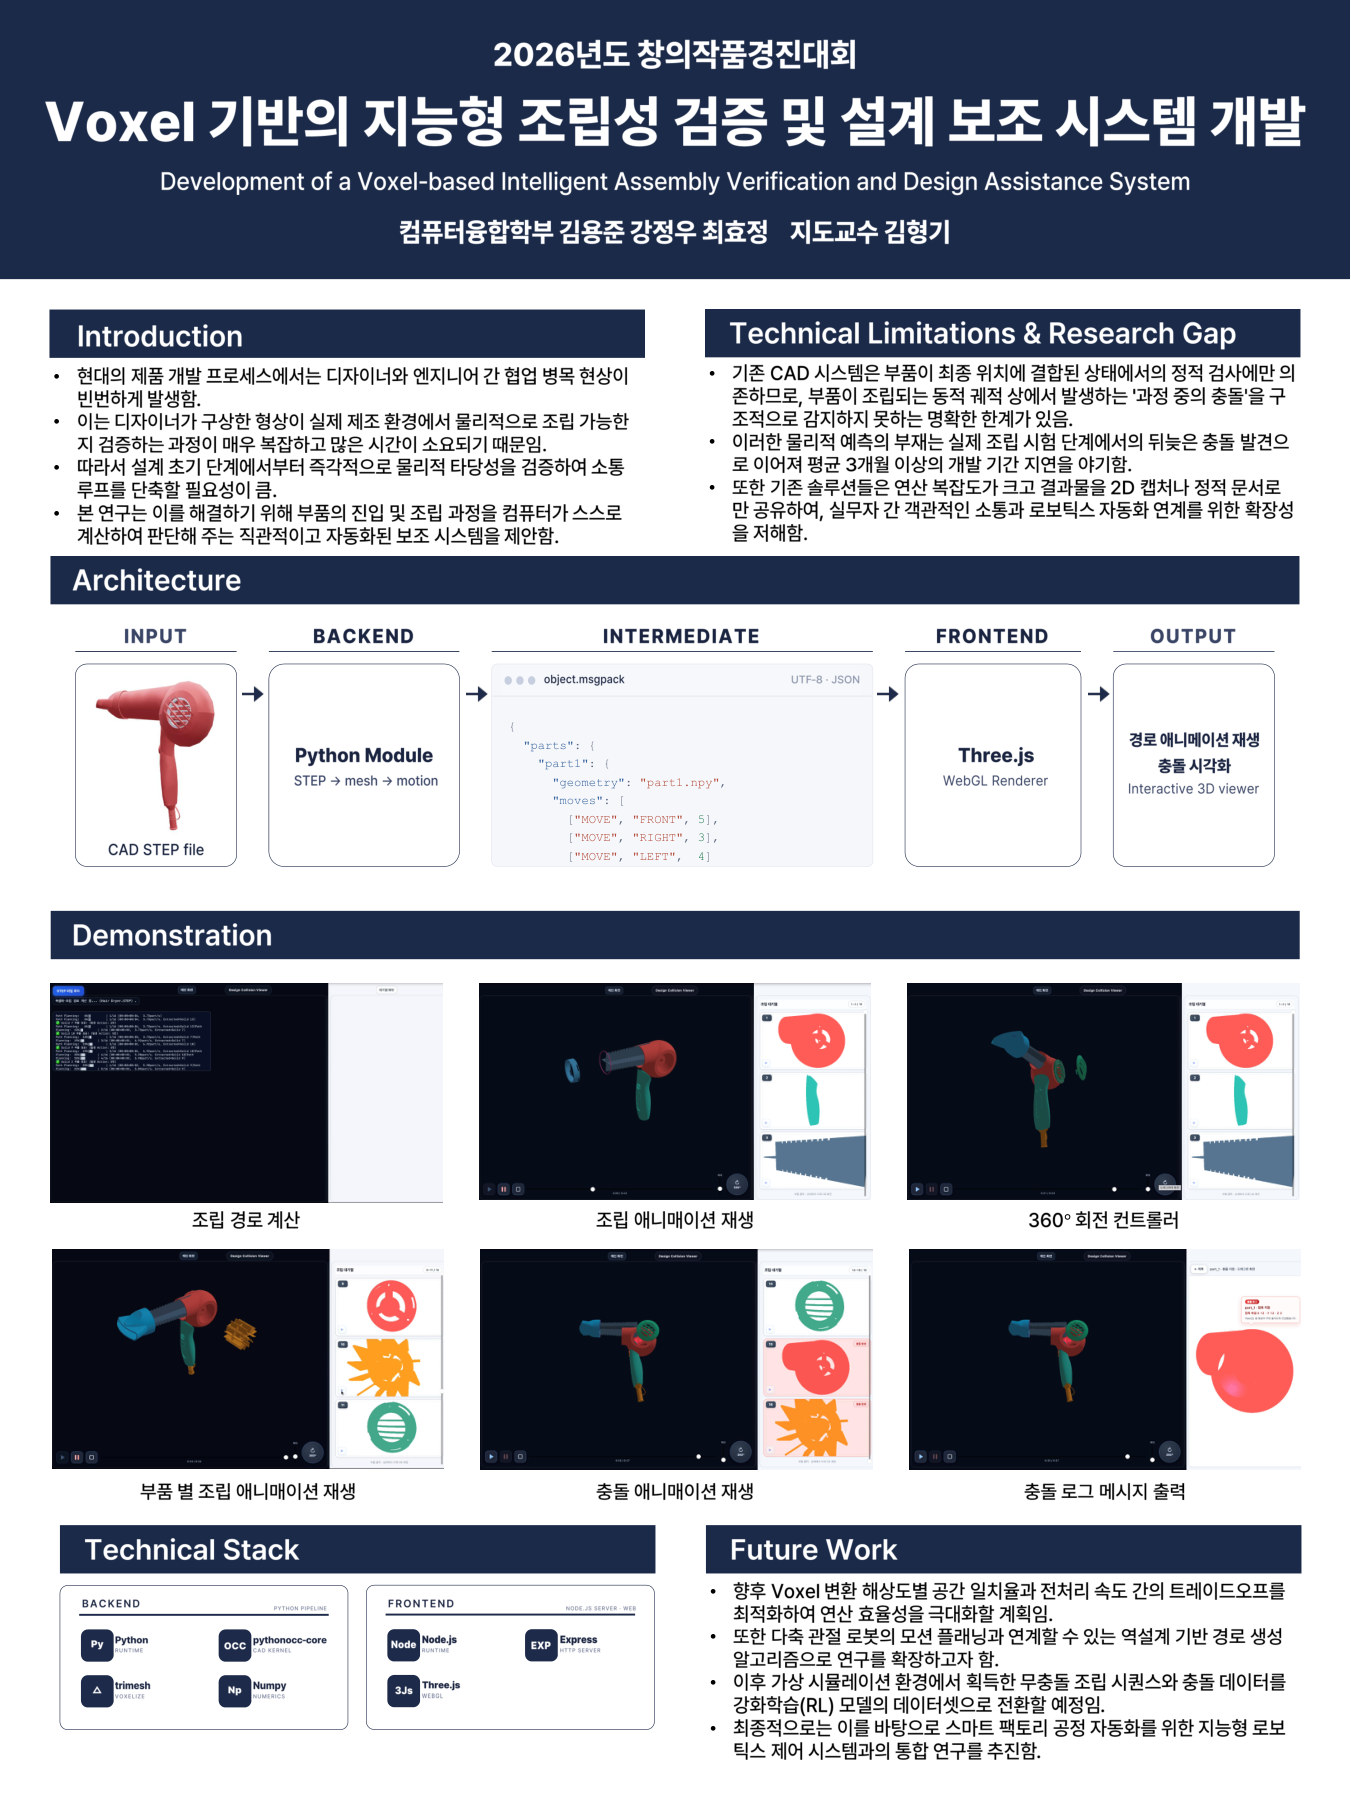 2026년도 창의작품경진대회
Voxel 기반의 지능형 조립성 검증 및 설계 보조 시스템 개발
Development of a Voxel-based Intelligent Assembly Verification and Design Assistance System
컴퓨터융합학부 김용준 강정우 최효정 지도교수 김형기
Introduction
• 현대의 제품 개발 프로세스에서는 디자이너와 엔지니어 간 협업 병목 현상이
빈번하게 발생함.
• 이는 디자이너가 구상한 형상이 실제 제조 환경에서 물리적으로 조립 가능한
지 검증하는 과정이 매우 복잡하고 많은 시간이 소요되기 때문임.
• 따라서 설계 초기 단계에서부터 즉각적으로 물리적 타당성을 검증하여 소통
루프를 단축할 필요성이 큼.
• 본 연구는 이를 해결하기 위해 부품의 진입 및 조립 과정을 컴퓨터가 스스로
계산하여 판단해 주는 직관적이고 자동화된 보조 시스템을 제안함.
Technical Limitations & Research Gap
• 기존 CAD 시스템은 부품이 최종 위치에 결합된 상태에서의 정적 검사에만 의
존하므로, 부품이 조립되는 동적 궤적 상에서 발생하는 '과정 중의 충돌'을 구
조적으로 감지하지 못하는 명확한 한계가 있음.
• 이러한 물리적 예측의 부재는 실제 조립 시험 단계에서의 뒤늦은 충돌 발견으
로 이어져 평균 3개월 이상의 개발 기간 지연을 야기함.
• 또한 기존 솔루션들은 연산 복잡도가 크고 결과물을 2D 캡처나 정적 문서로
만 공유하여, 실무자 간 객관적인 소통과 로보틱스 자동화 연계를 위한 확장성
을 저해함.
Architecture
INPUT
CAD STEP file
BACKEND
Python Module
STEP → mesh → motion
INTERMEDIATE
object.msgpack UTF-8 · JSON
{
"parts": {
"part1": {
"geometry": "part1.npy",
"moves": [
["MOVE", "FRONT", 5],
["MOVE", "RIGHT", 3],
["MOVE", "LEFT", 4]
FRONTEND
Three.js
WebGL Renderer
OUTPUT
경로 애니메이션 재생
충돌 시각화
Interactive 3D viewer
Demonstration
Design Collision Viewer
조립 경로 계산
Design Collision Viewer
조립 대기열
조립 애니매이션 재생
Design Collision Viewer
조립 대기열
360° 회전 컨트롤러
Design Collision Viewer
조립 대기열
부품 별 조립 애니매이션 재생
Design Collision Viewer
조립 대기열
충돌 애니매이션 재생
Design Collision Viewer
충돌 로그 메시지 출력
Technical Stack
BACKEND PYTHON PIPELINE
Py Python
RUNTIME
OCC pythonocc-core
CAD KERNEL
trimesh
VOXELIZE
Np Numpy
NUMERICS
FRONTEND NODE.JS SERVER · WEB
Node Node.js
RUNTIME
EXP Express
HTTP SERVER
3Js Three.js
WEBGL
Future Work
• 향후 Voxel 변환 해상도별 공간 일치율과 전처리 속도 간의 트레이드오프를
최적화하여 연산 효율성을 극대화할 계획임.
• 또한 다축 관절 로봇의 모션 플래닝과 연계할 수 있는 역설계 기반 경로 생성
알고리즘으로 연구를 확장하고자 함.
• 이후 가상 시뮬레이션 환경에서 획득한 무충돌 조립 시퀀스와 충돌 데이터를
강화학습(RL) 모델의 데이터셋으로 전환할 예정임.
• 최종적으로는 이를 바탕으로 스마트 팩토리 공정 자동화를 위한 지능형 로보
틱스 제어 시스템과의 통합 연구를 추진함.